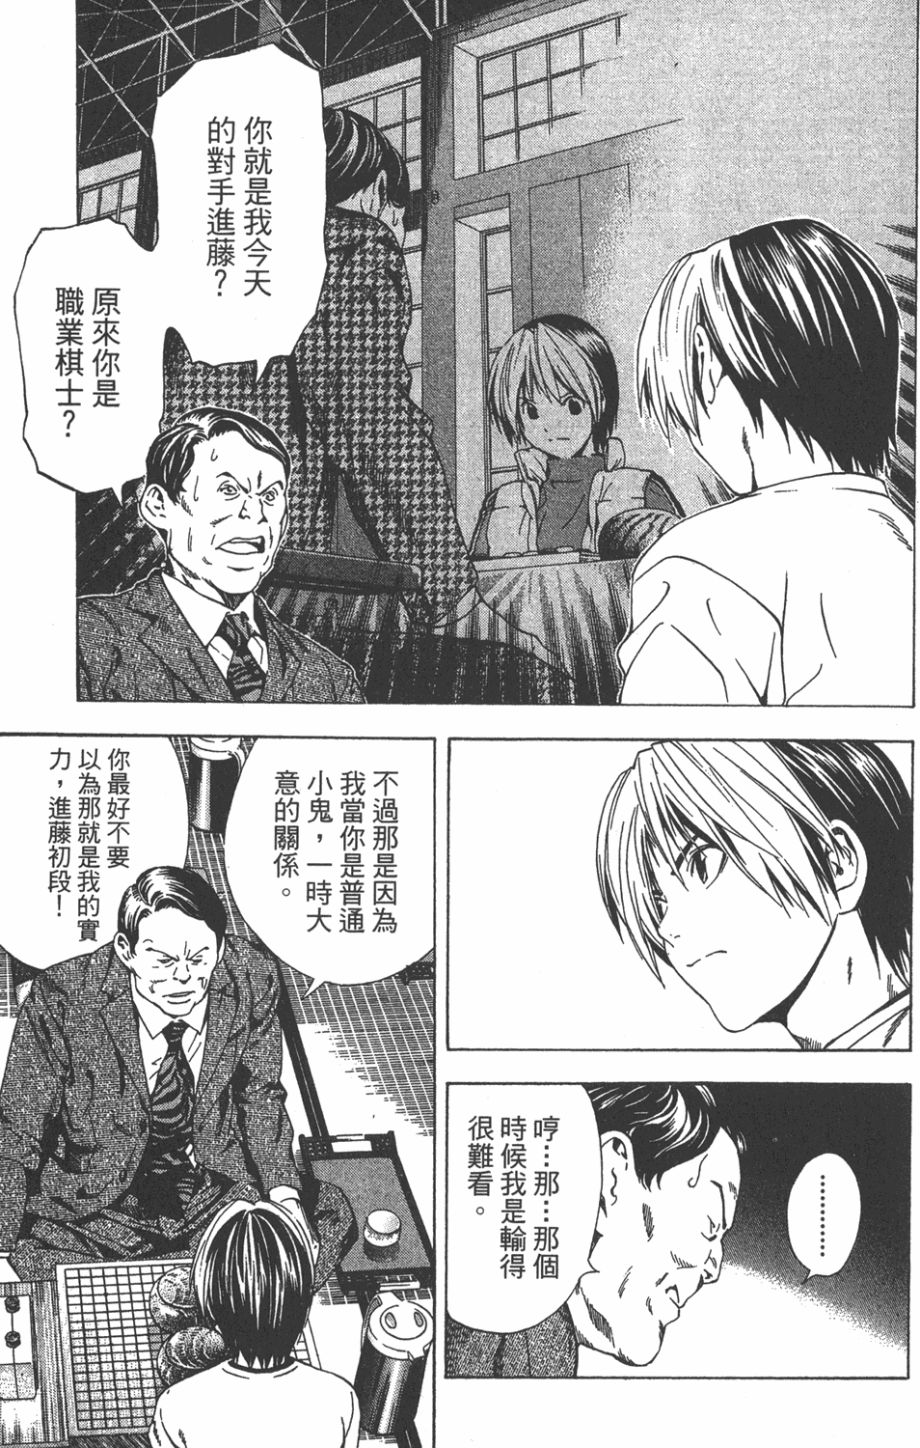 你就是我今天
的對手進藤？
原來你是
職業棋士？
………
哼…那…那個
時候我是輸得
很難看。
不過那是因為
我當你是普通
小鬼，一時大
意的關係。
你最好不要
以為那就是我的實
力，進藤初段！